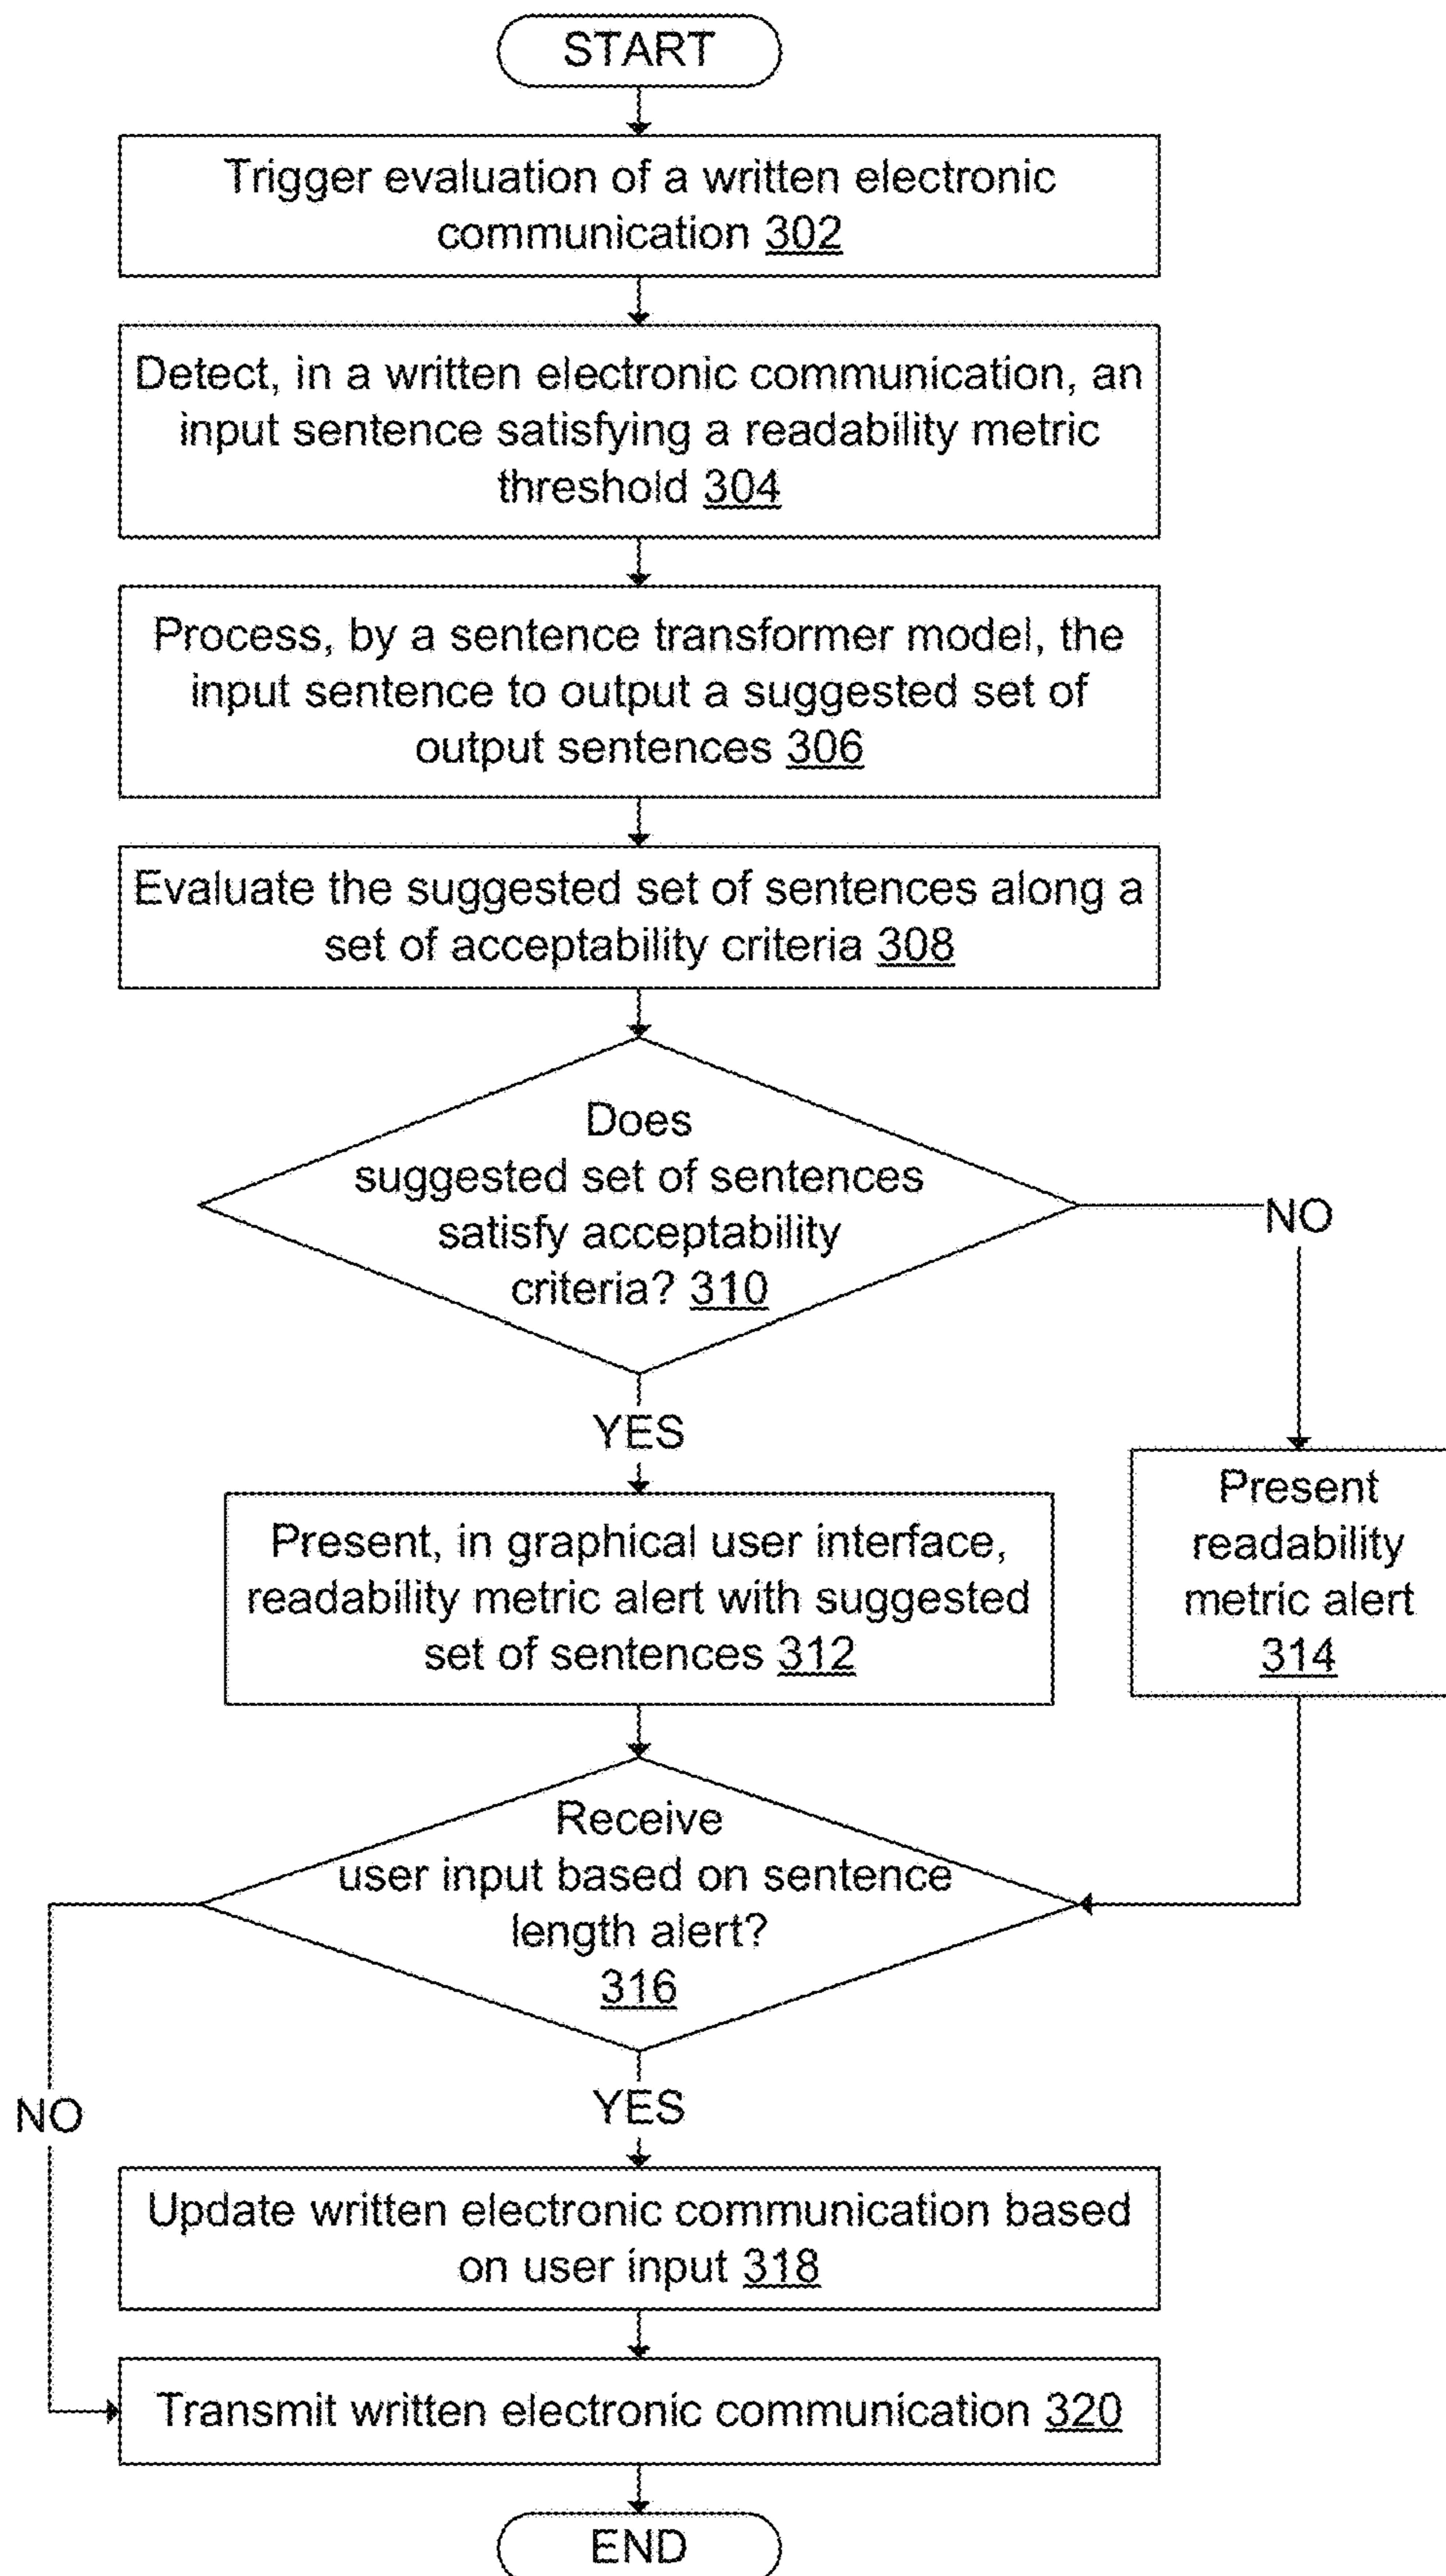 START
Trigger evaluation of a written electronic
communication 302
Detect, in a written electronic communication, an
input sentence satisfying a readability metric
threshold 304
Process, by a sentence transformer model, the
input sentence to output a suggested set of
output sentences 306
Evaluate the suggested set of sentences along a
set of acceptability criteria 308
Does
suggested set of sentences
satisfy acceptability
criteria? 310
NO
YES
Present, in graphical user interface,
readability metric alert with suggested
set of sentences 312
Present
readability
metric alert
314
Receive
user input based on sentence
length alert?
316
NO
YES
Update written electronic communication based
on user input 318
Transmit written electronic communication 320
END